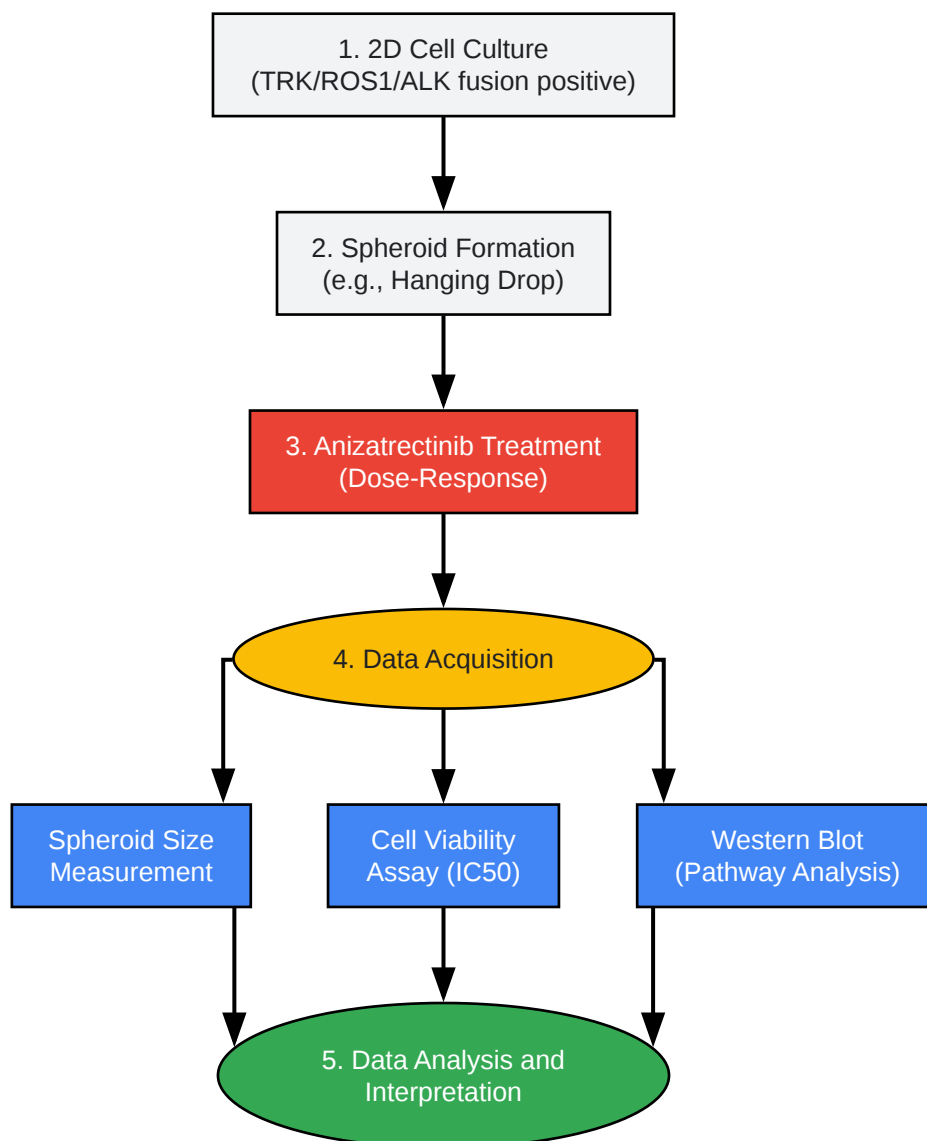 1. 2D Cell Culture
(TRK/ROS1/ALK fusion positive)
2. Spheroid Formation
(e.g., Hanging Drop)
3. Anizatrectinib Treatment
(Dose-Response)
4. Data Acquisition
Spheroid Size
Measurement
Cell Viability
Assay (IC50)
Western Blot
(Pathway Analysis)
5. Data Analysis and
Interpretation